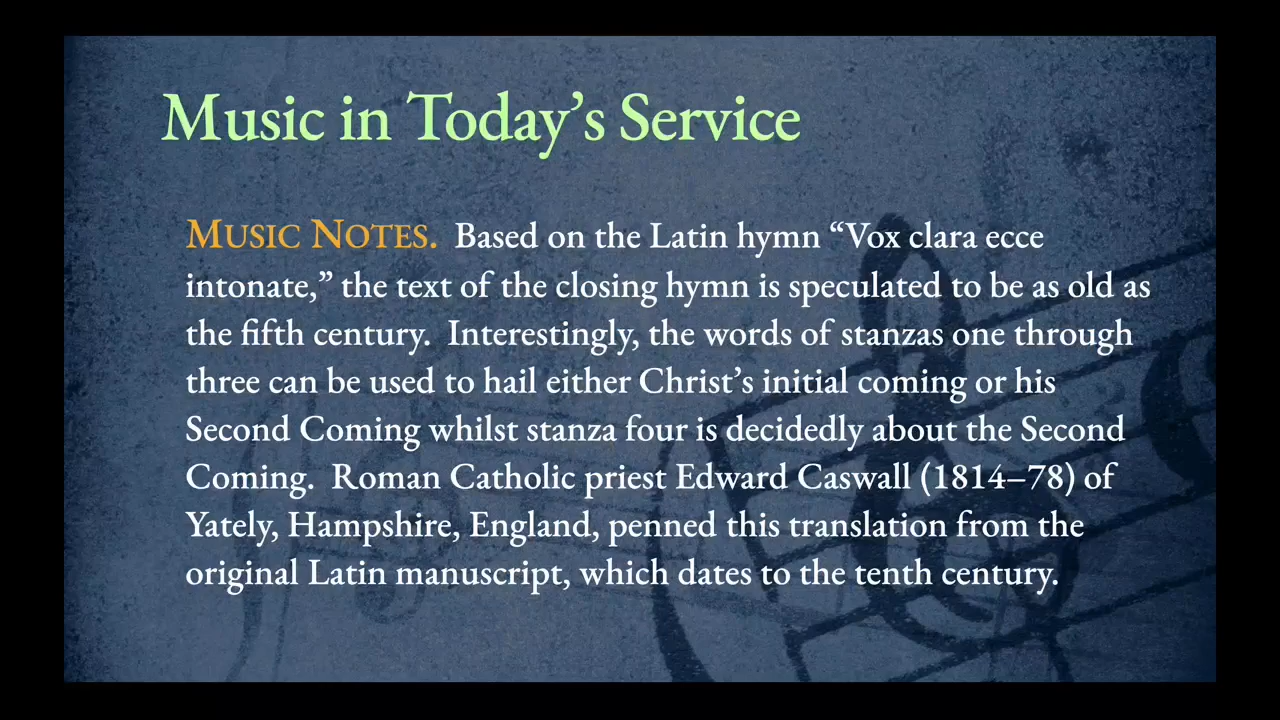 Music in Today’s Service
MUSIC NOTES.  Based on the Latin hymn “Vox clara ecce
intonate,” the text of the closing hymn is speculated to be as old as
the fifth century.  Interestingly, the words of stanzas one through
three can be used to hail either Christ’s initial coming or his
Second Coming whilst stanza four is decidedly about the Second
Coming.  Roman Catholic priest Edward Caswall (1814–78) of
Yately, Hampshire, England, penned this translation from the
original Latin manuscript, which dates to the tenth century.